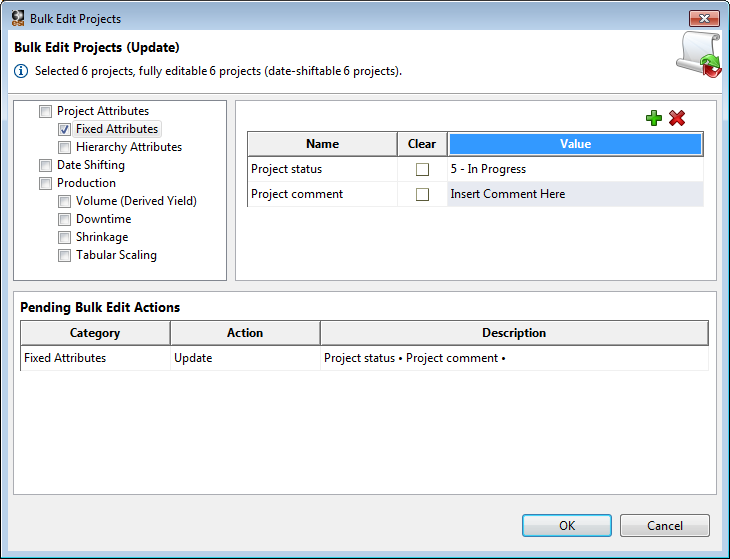 esi Bulk Edit Projects
Bulk Edit Projects (Update)
Selected 6 projects, fully editable 6 projects (date-shiftable 6 projects).
Project Attributes
Fixed Attributes
Hierarchy Attributes
Date Shifting
Production
Volume (Derived Yield)
Downtime
Shrinkage
Tabular Scaling
Name Clear Value
Project status 5 - In Progress
Project comment Insert Comment Here
Pending Bulk Edit Actions
Category Action Description
Fixed Attributes Update Project status • Project comment •
OK Cancel